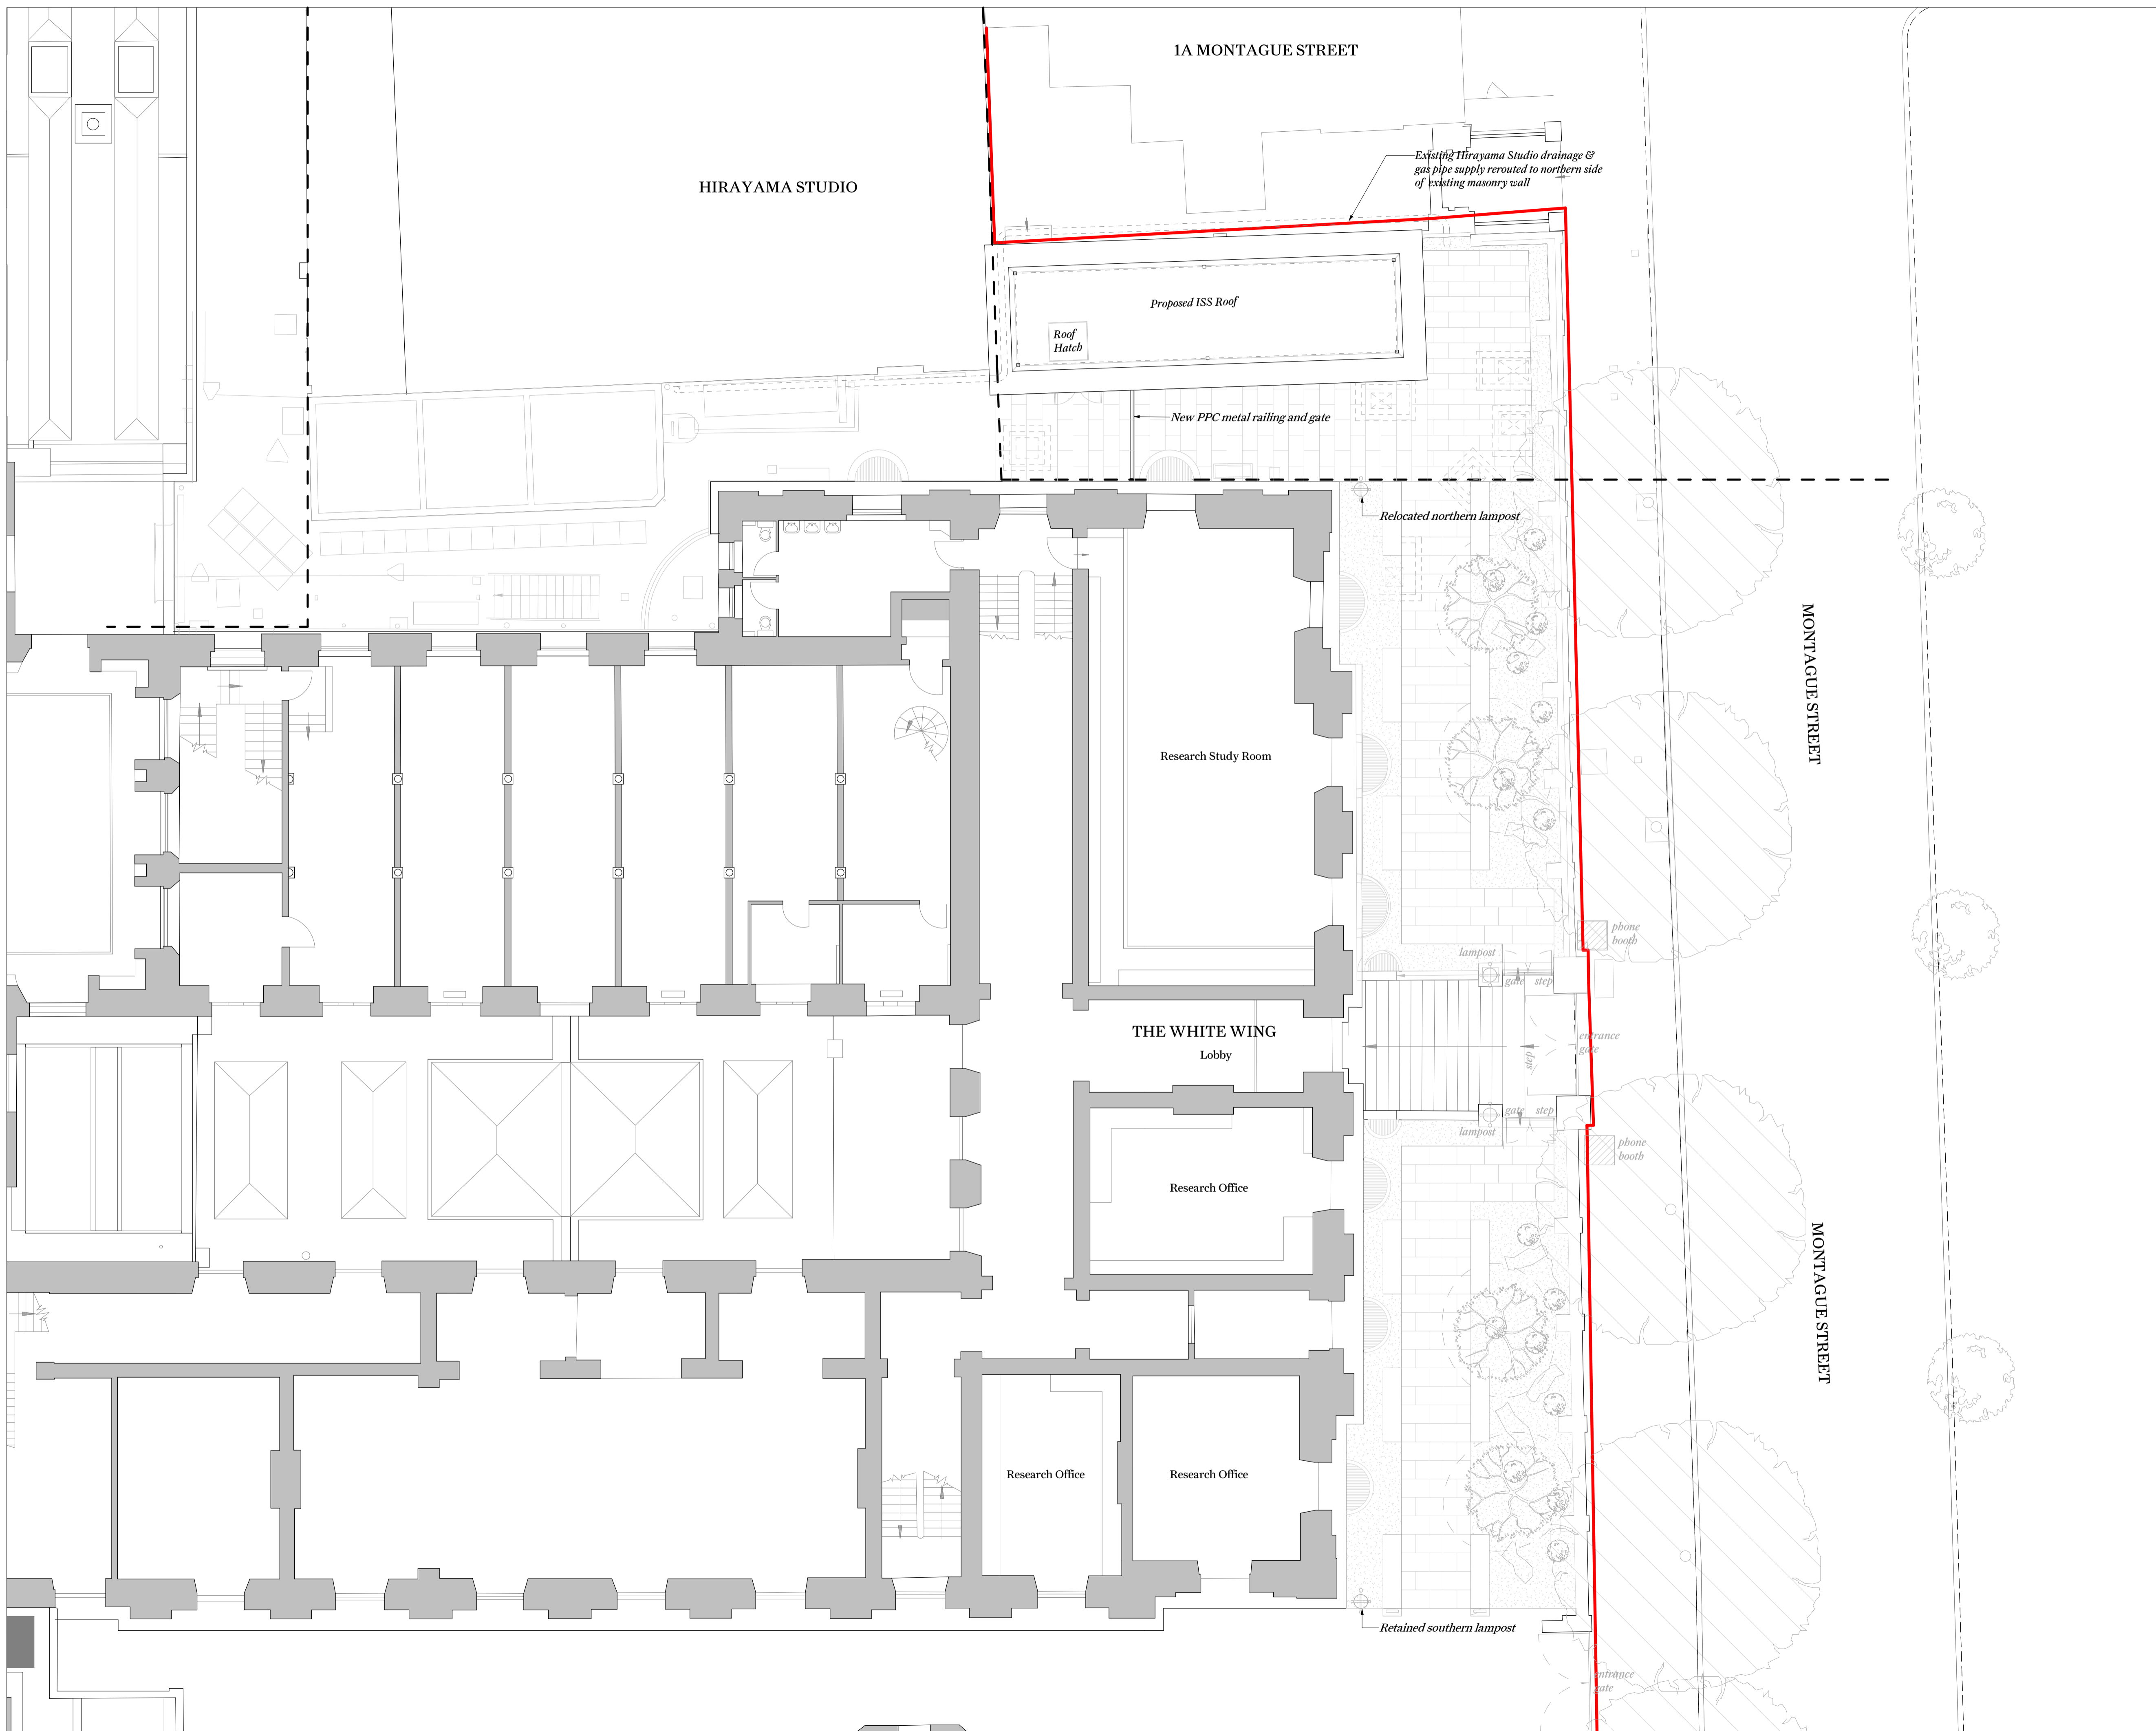 1A MONTAGUE STREET
HIRAYAMA STUDIO
Existing Hirayama Studio drainage &
gas pipe supply rerouted to northern side
of existing masonry wall
Proposed ISS Roof
Roof
Hatch
New PPC metal railing and gate
Relocated northern lampost
MONTAGUE STREET
Research Study Room
phone
booth
lampost
gate step
THE WHITE WING
Lobby
entrance
gate
steps
gate step
lampost
phone
booth
Research Office
MONTAGUE STREET
Research Office
Research Office
Retained southern lampost
entrance
gate